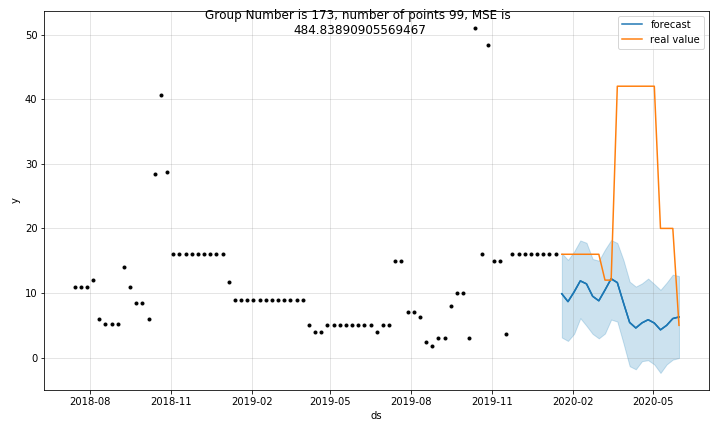 Group Number is 173, number of points 99, MSE is
484.83890905569467
forecast
real value
y
50
40
30
20
10
0
2018-08 2018-11 2019-02 2019-05 2019-08 2019-11 2020-02 2020-05
ds